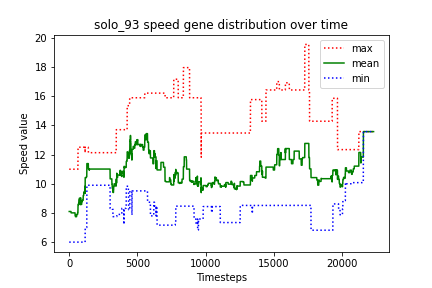 solo_93 speed gene distribution over time
20
18
16
14
12
10
8
6
Speed value
max
mean
min
0
5000
10000
15000
20000
Timesteps